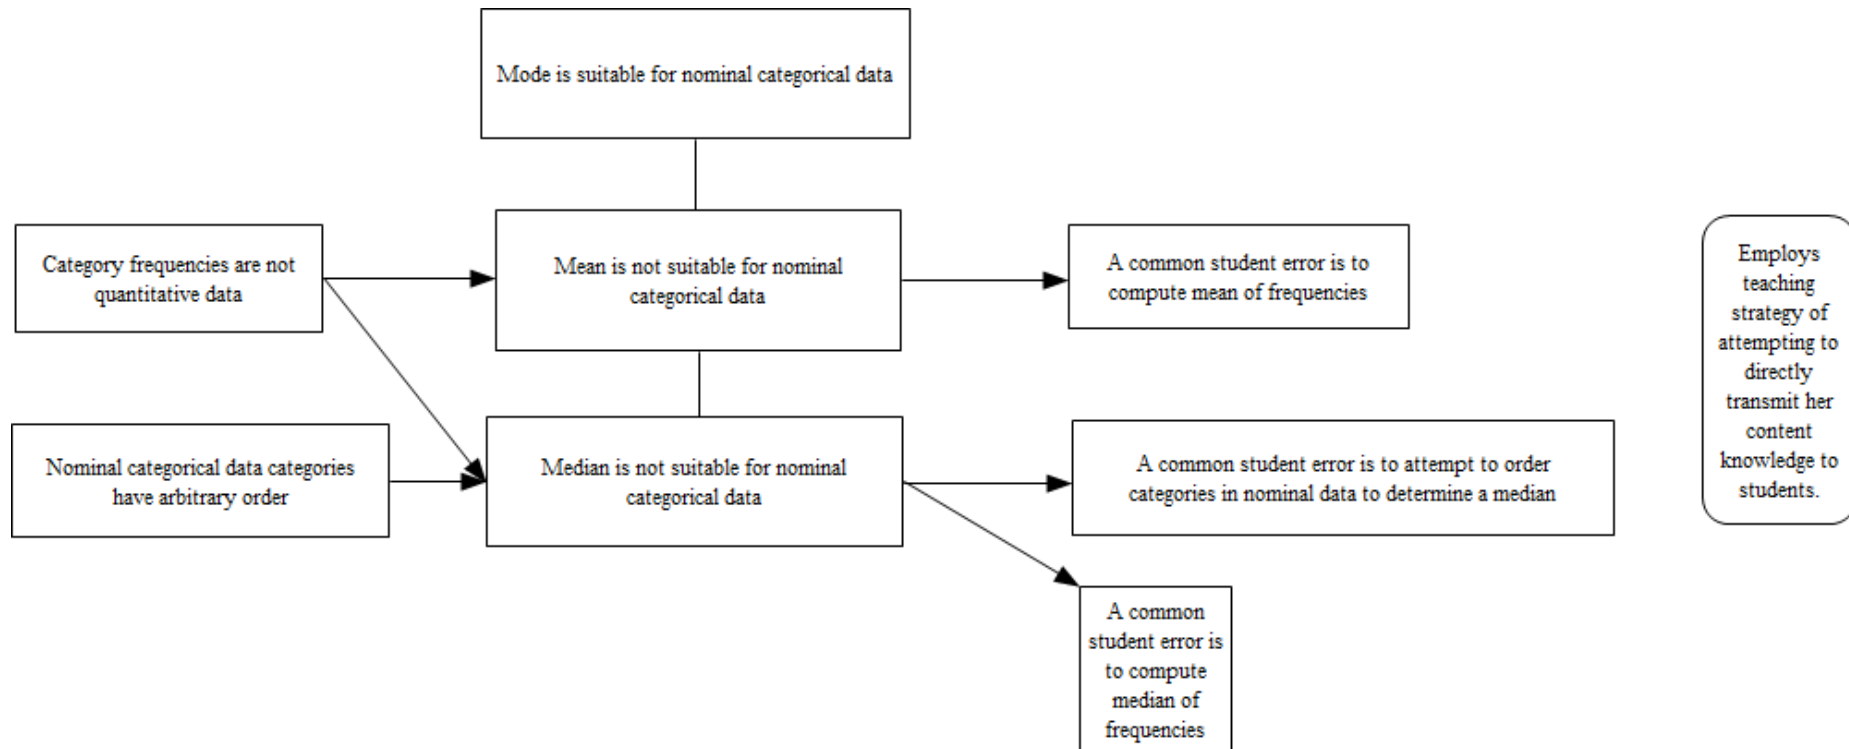 Mode is suitable for nominal categorical data
Category frequencies are not
quantitative data
Mean is not suitable for nominal
categorical data
A common student error is to
compute mean of frequencies
Nominal categorical data categories
have arbitrary order
Median is not suitable for nominal
categorical data
A common student error is to attempt to order
categories in nominal data to determine a median
A common
student error is
to compute
median of
frequencies
Employs
teaching
strategy of
attempting to
directly
transmit her
content
knowledge to
students.